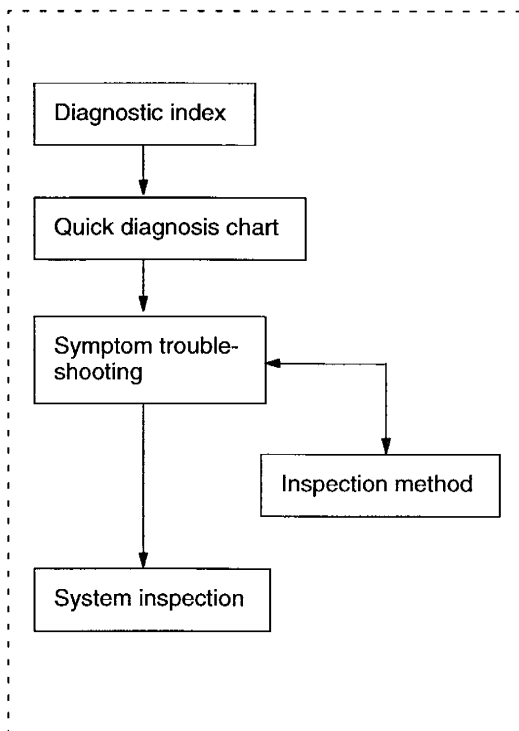 Diagnostic index
Quick diagnosis chart
Symptom trouble-
shooting
Inspection method
System inspection